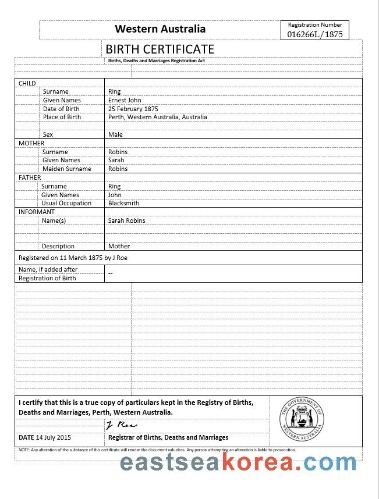 Western Australia
Registration Number
016266L/1875
BIRTH CERTIFICATE
Births, Deaths and Marriages Registration Act
CHILD
Surname Ring
Given Names Ernest John
Date of Birth 25 February 1875
Place of Birth Perth, Western Australia, Australia
Sex Male
MOTHER
Surname Robins
Given Names Sarah
Maiden Surname Robins
FATHER
Surname Ring
Given Names John
Usual Occupation Blacksmith
INFORMANT
Name(s) Sarah Robins
Description Mother
Registered on 11 March 1875 by J Roe
Name, if added after
Registration of Birth --
I certify that this is a true copy of particulars kept in the Registry of Births,
Deaths and Marriages, Perth, Western Australia.
J Roe
DATE 14 July 2015 Registrar of Births, Deaths and Marriages
THE GOVERNMENT OF WESTERN AUSTRALIA
NOTE: Any alteration of the substance of this certificate will render the document valueless. Any person attempting an alteration is liable to prosecution.
eastseakorea.com